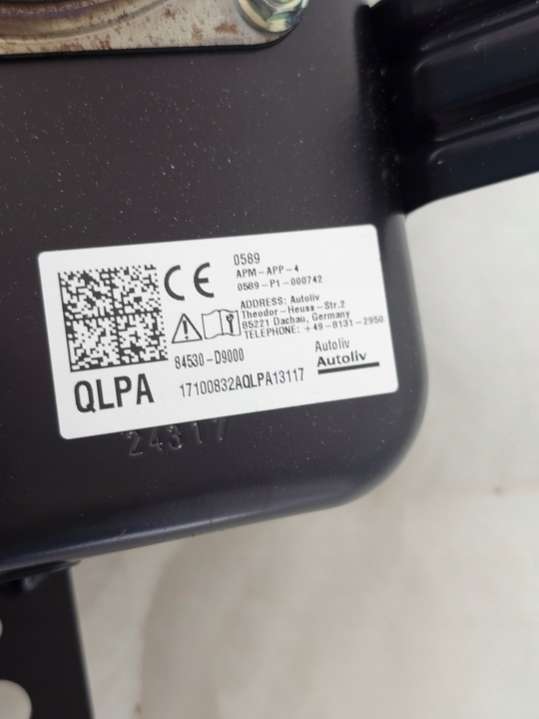 0589
APM-APP-4
0589-P1-000742
ADDRESS: Autoliv
Theodor-Heuss-Str.2
85221 Dachau, Germany
TELEPHONE: +49-8131-2950
84530-D9000
Autoliv
Autoliv
QLPA
17100832AQLPA13117
24317